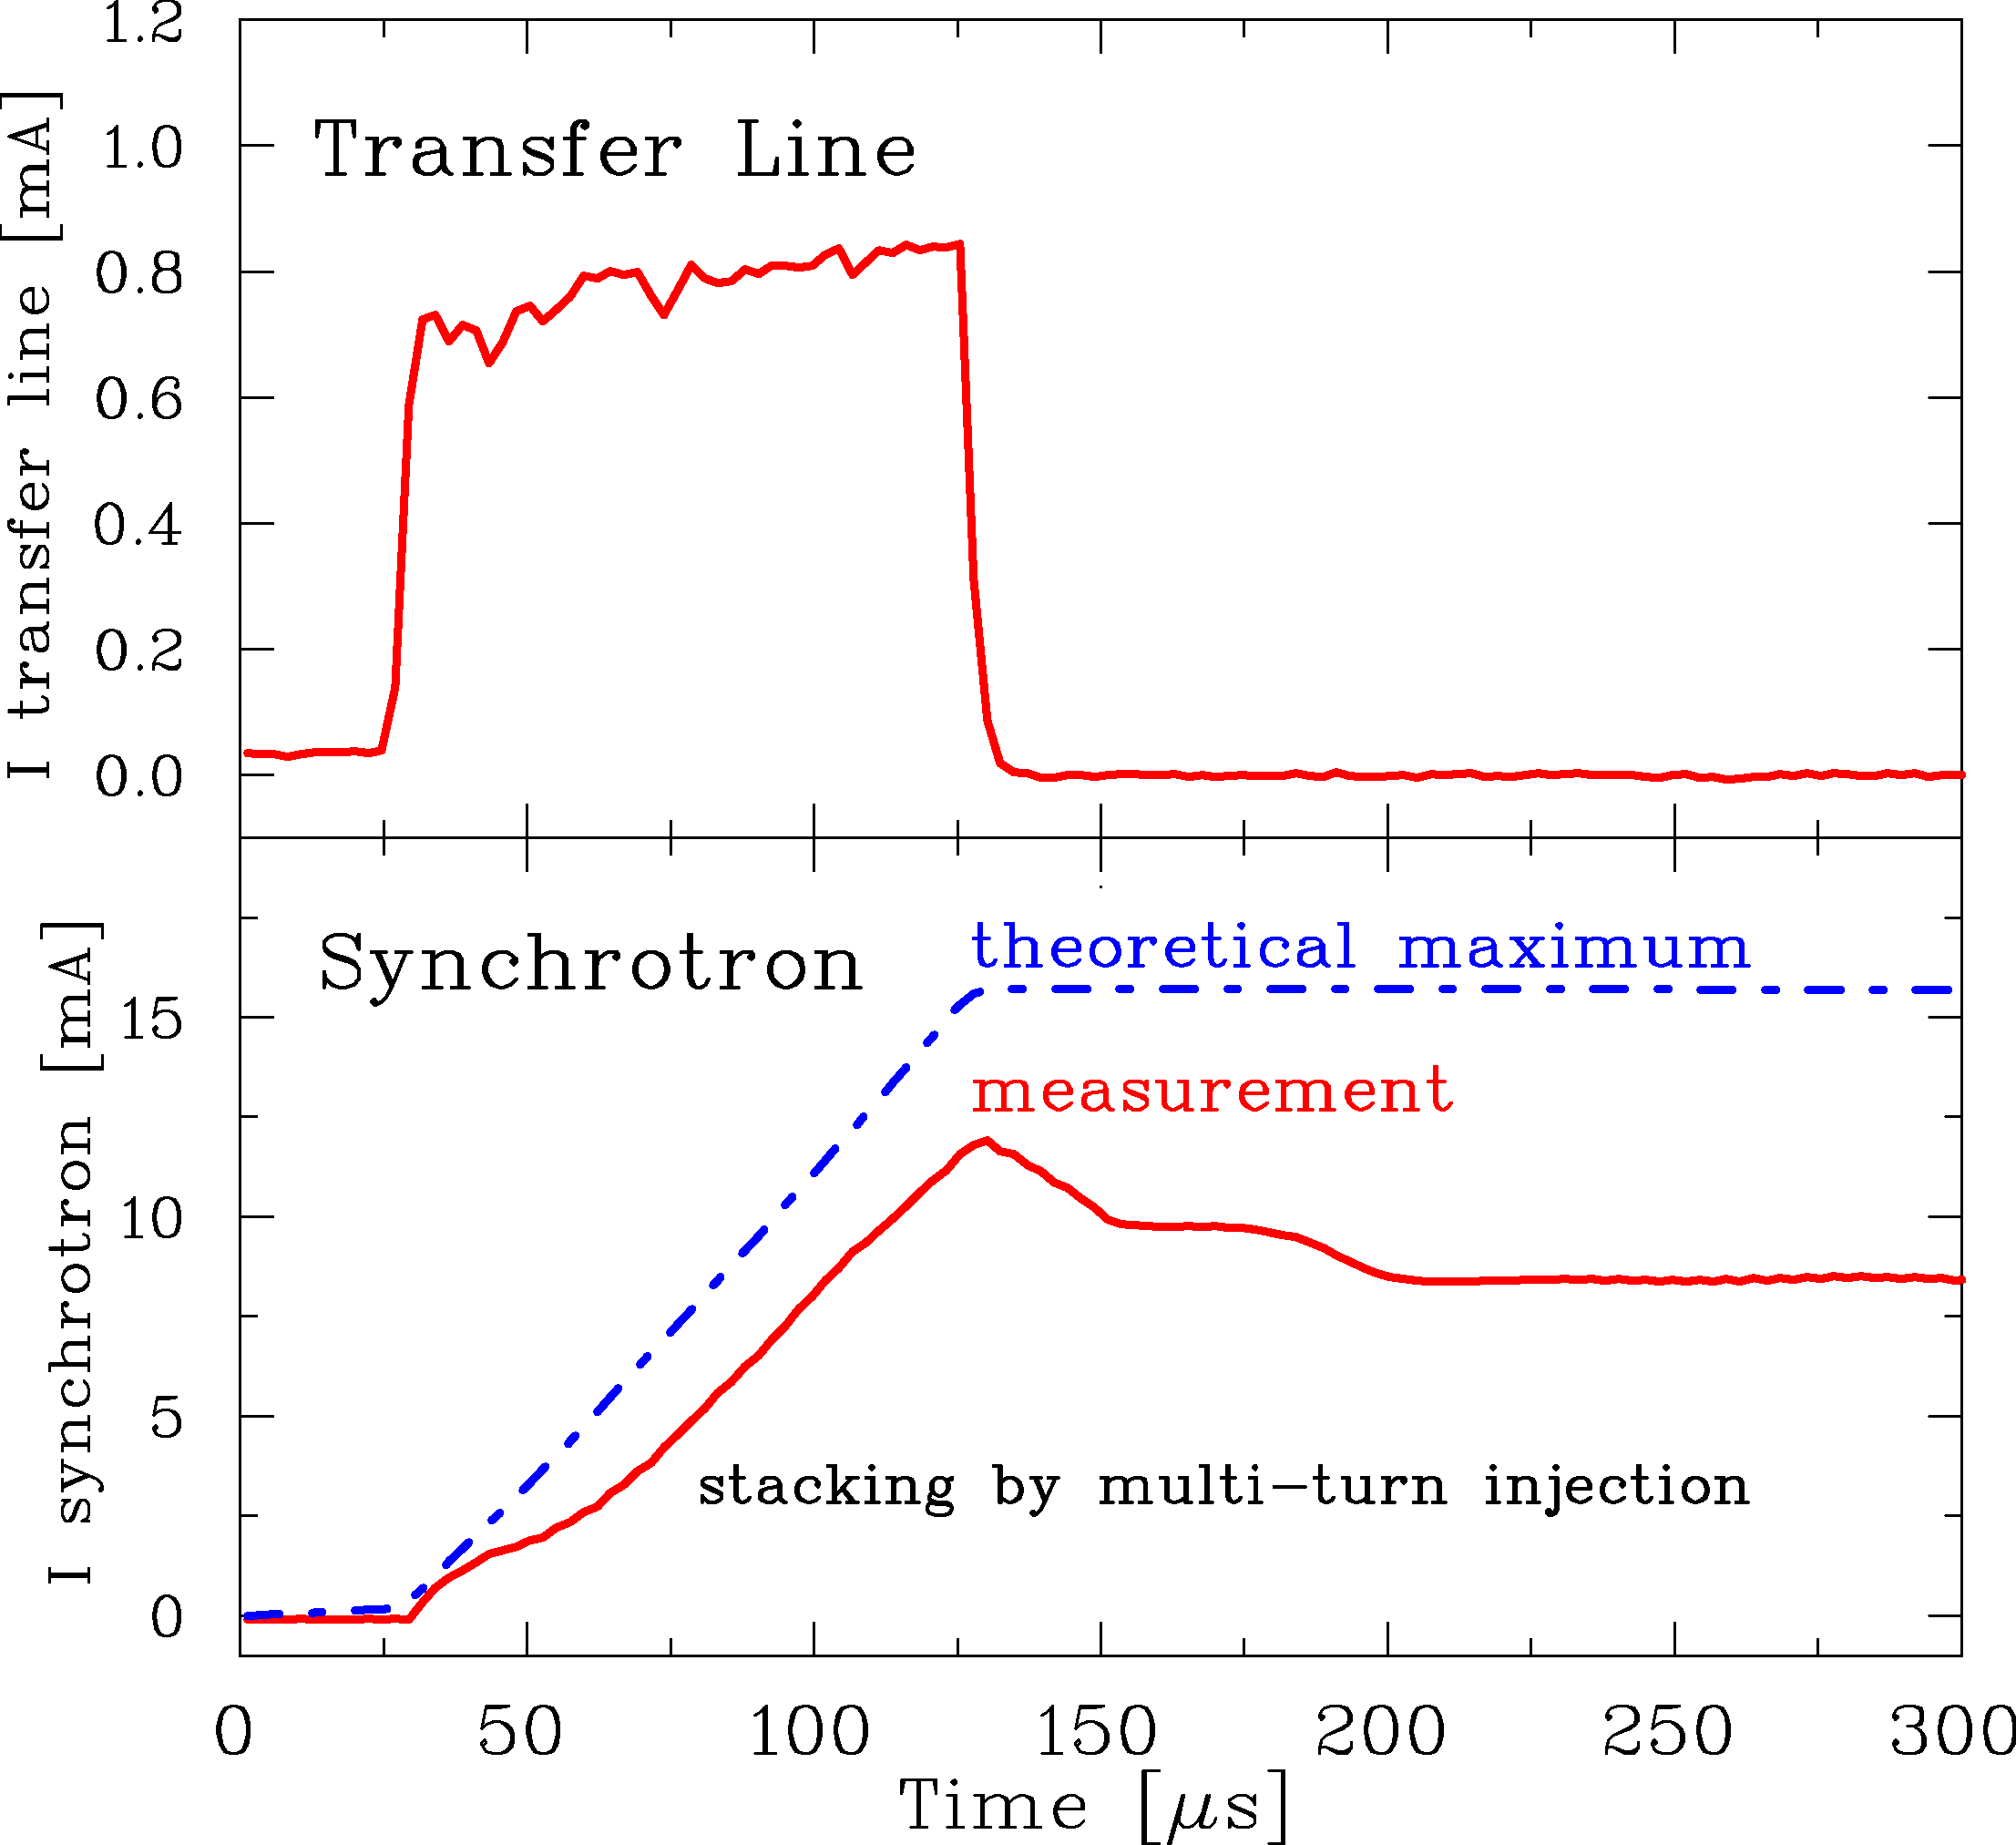 I transfer line [mA]
1.2
1.0
0.8
0.6
0.4
0.2
0.0
Transfer Line
I synchrotron [mA]
15
10
5
0
Synchrotron
theoretical maximum
measurement
stacking by multi-turn injection
0 50 100 150 200 250 300
Time [μs]